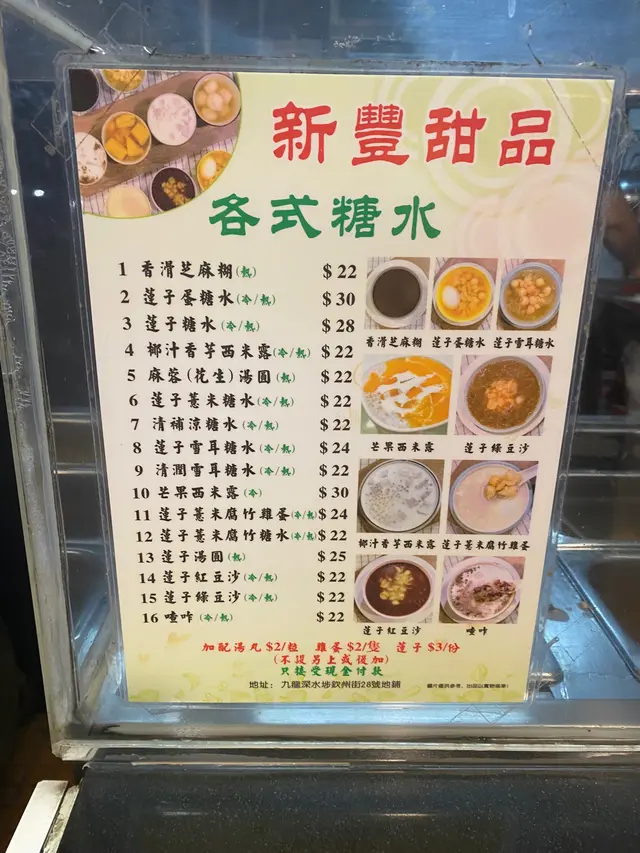 新豐甜品
各式糖水
1 香滑芝麻糊(熱) $22
2 蓮子蛋糖水(冷/熱) $30
3 蓮子糖水(冷/熱) $28
4 椰汁香芋西米露(冷/熱) $22
5 麻蓉(花生)湯圓(熱) $22
6 蓮子薏米糖水(冷/熱) $22
7 清補涼糖水(冷/熱) $22
8 蓮子雪耳糖水(冷/熱) $24
9 清潤雪耳糖水(冷/熱) $22
10 芒果西米露(冷) $30
11 蓮子薏米腐竹雞蛋(冷/熱) $24
12 蓮子薏米腐竹糖水(冷/熱) $22
13 蓮子湯圓(熱) $25
14 蓮子紅豆沙(冷/熱) $22
15 蓮子綠豆沙(冷/熱) $22
16 喳咋(冷/熱) $22
香滑芝麻糊 蓮子蛋糖水 蓮子雪耳糖水
芒果西米露 蓮子綠豆沙
椰汁香芋西米露 蓮子薏米腐竹雞蛋
蓮子紅豆沙 喳咋
加配湯丸 $2/粒 雞蛋 $2/隻 蓮子 $3/份
(不設另上或後加)
只接受現金付款
地址: 九龍深水埗欽州街28號地舖
圖片僅供參考,